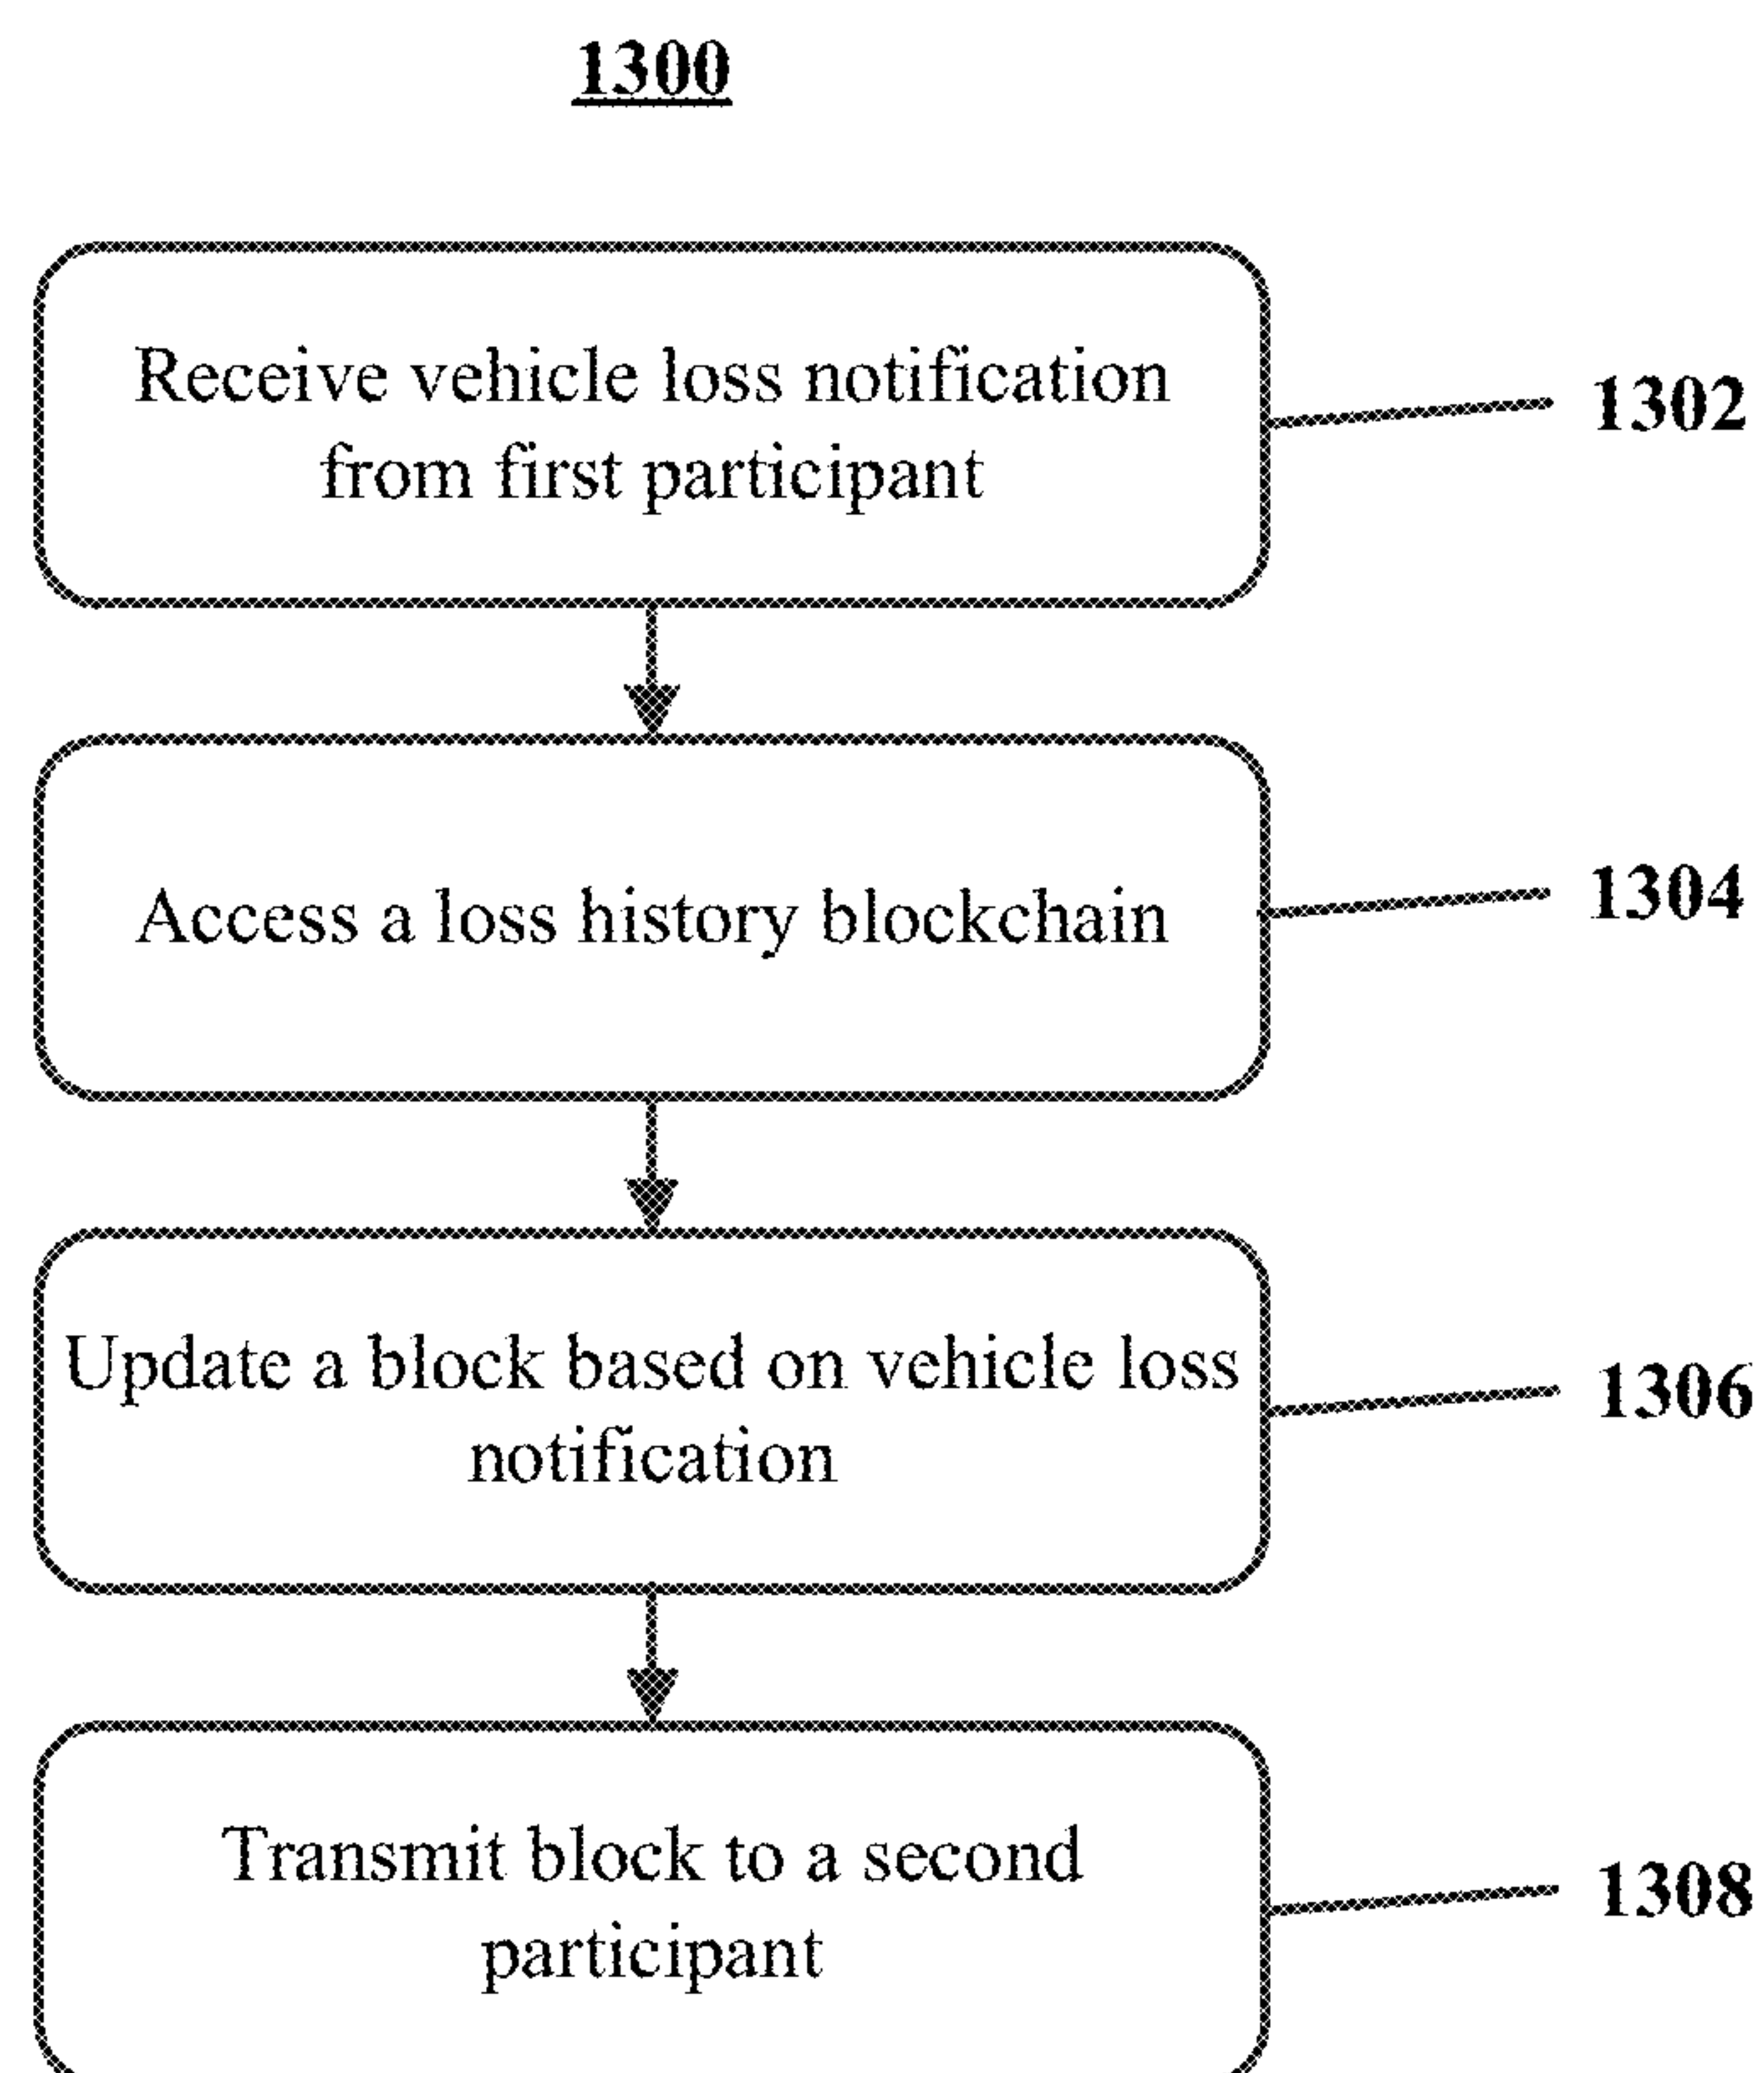 1300
Receive vehicle loss notification
from first participant
1302
Access a loss history blockchain
1304
Update a block based on vehicle loss
notification
1306
Transmit block to a second
participant
1308